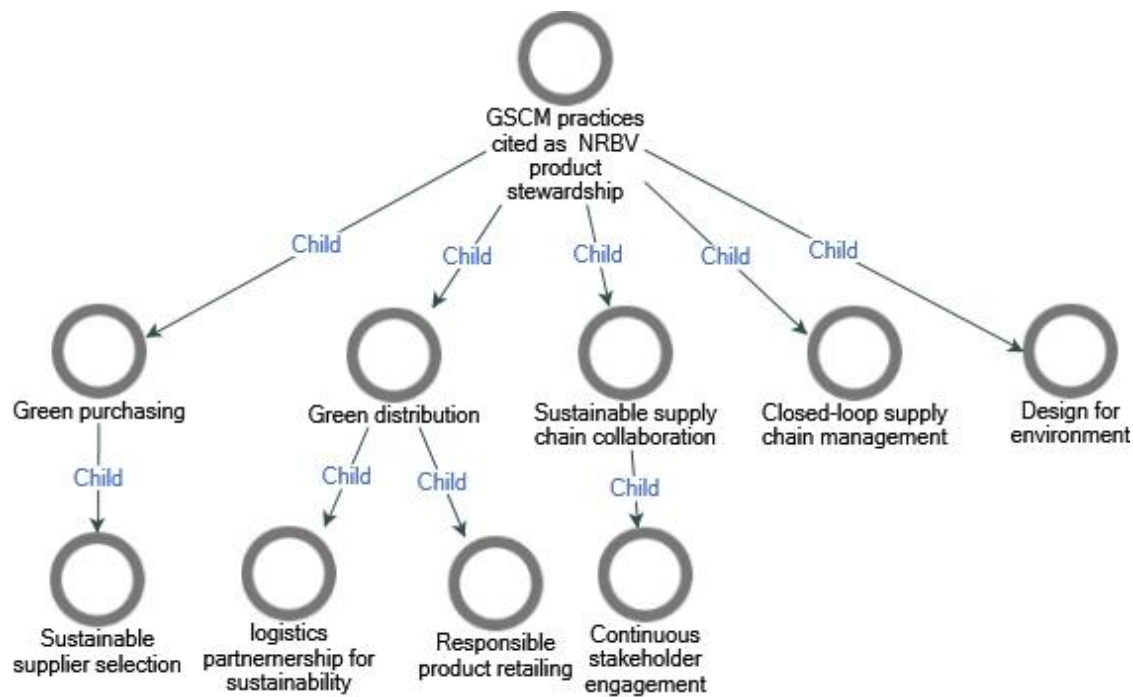 GSCM practices
cited as NRBV
product
stewardship
Child
Child
Child
Child
Child
Green purchasing
Green distribution
Sustainable supply
chain collaboration
Closed-loop supply
chain management
Design for
environment
Child
Child
Child
Child
Sustainable
supplier selection
logistics
partnernership for
sustainability
Responsible
product retailing
Continuous
stakeholder
engagement